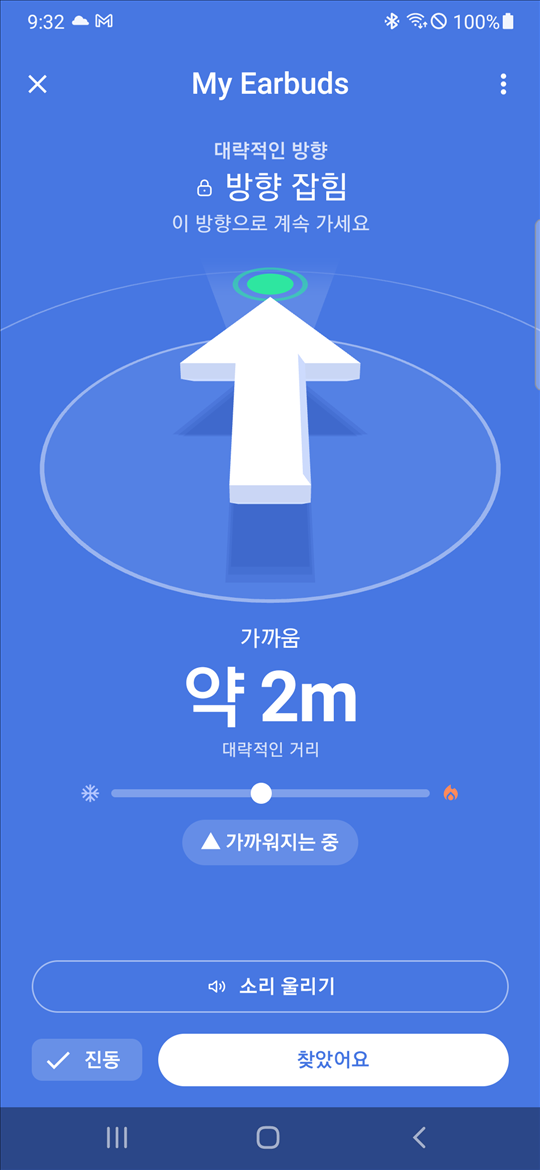 9:32
100%
My Earbuds
대략적인 방향
방향 잡힘
이 방향으로 계속 가세요
가까움
약 2m
대략적인 거리
가까워지는 중
소리 울리기
진동
찾았어요